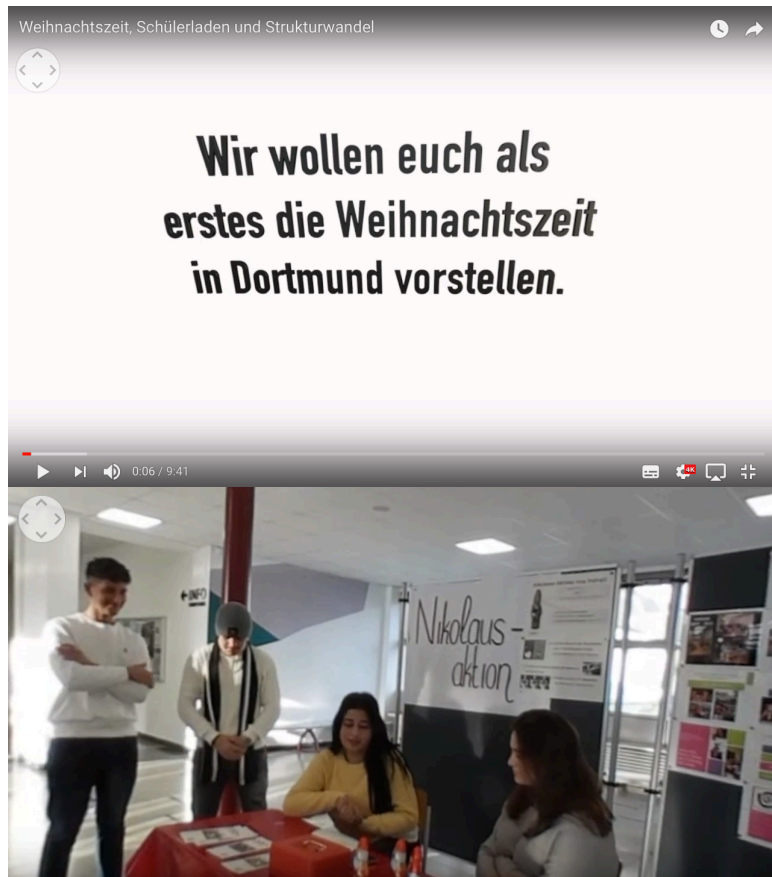 Weihnachtszeit, Schülerladen und Strukturwandel
Wir wollen euch als
erstes die Weihnachtszeit
in Dortmund vorstellen.
0:06 / 9:41
4K
INFO
Nikolaus-
aktion